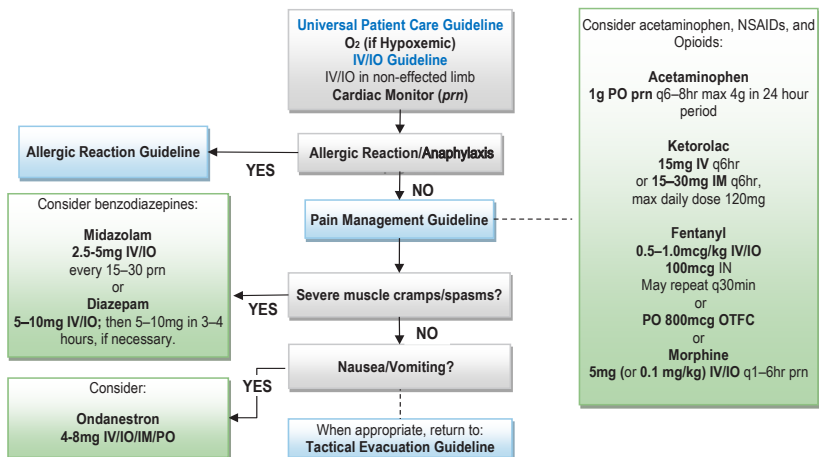 Universal Patient Care Guideline
O₂ (if Hypoxemic)
IV/IO Guideline
IV/IO in non-effected limb
Cardiac Monitor (prn)
Allergic Reaction Guideline
YES
Allergic Reaction/Anaphylaxis
NO
Pain Management Guideline
Consider benzodiazepines:
Midazolam
2.5-5mg IV/IO
every 15–30 prn
or
Diazepam
5–10mg IV/IO; then 5–10mg in 3–4
hours, if necessary.
YES
Severe muscle cramps/spasms?
NO
Nausea/Vomiting?
YES
Consider:
Ondanestron
4-8mg IV/IO/IM/PO
When appropriate, return to:
Tactical Evacuation Guideline
Consider acetaminophen, NSAIDs, and
Opioids:
Acetaminophen
1g PO prn q6–8hr max 4g in 24 hour
period
Ketorolac
15mg IV q6hr
or 15–30mg IM q6hr,
max daily dose 120mg
Fentanyl
0.5–1.0mcg/kg IV/IO
100mcg IN
May repeat q30min
or
PO 800mcg OTFC
or
Morphine
5mg (or 0.1 mg/kg) IV/IO q1–6hr prn